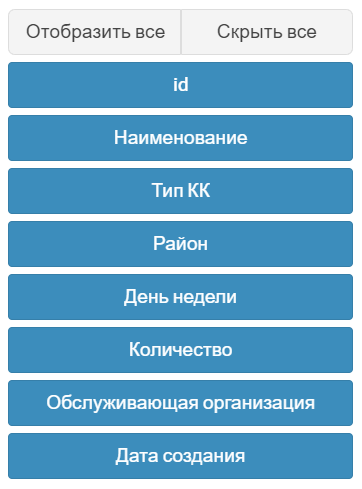 Отобразить все Скрыть все
id
Наименование
Тип КК
Район
День недели
Количество
Обслуживающая организация
Дата создания